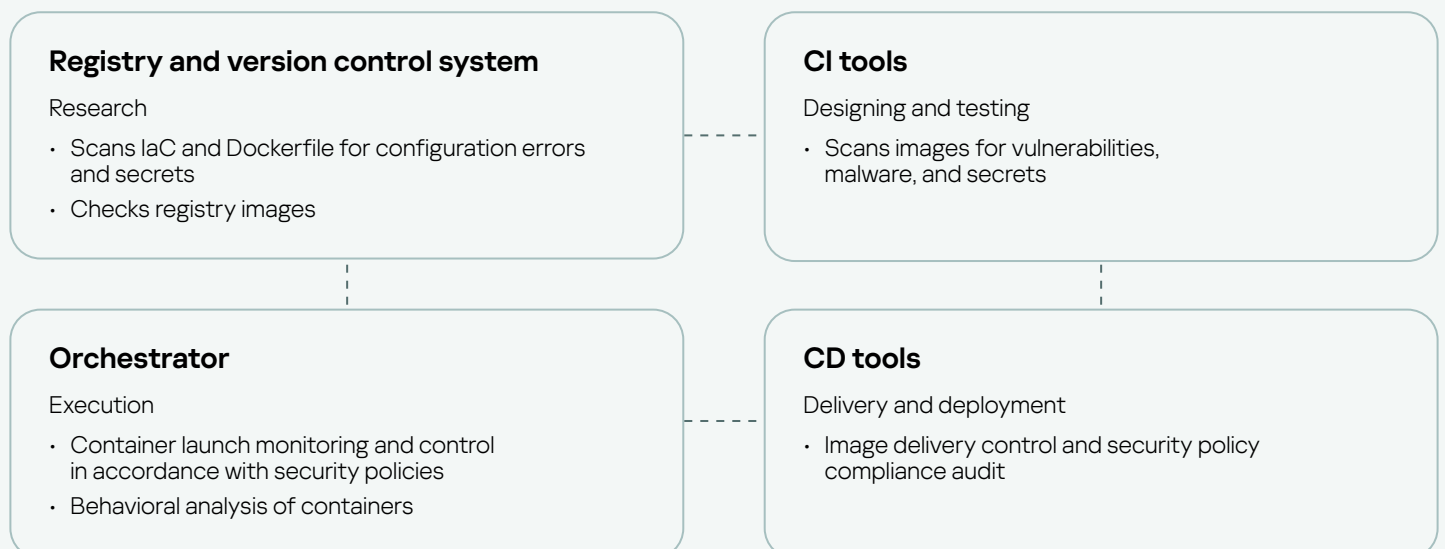 Registry and version control system
Research
• Scans IaC and Dockerfile for configuration errors
and secrets
• Checks registry images
CI tools
Designing and testing
• Scans images for vulnerabilities,
malware, and secrets
Orchestrator
Execution
• Container launch monitoring and control
in accordance with security policies
• Behavioral analysis of containers
CD tools
Delivery and deployment
• Image delivery control and security policy
compliance audit